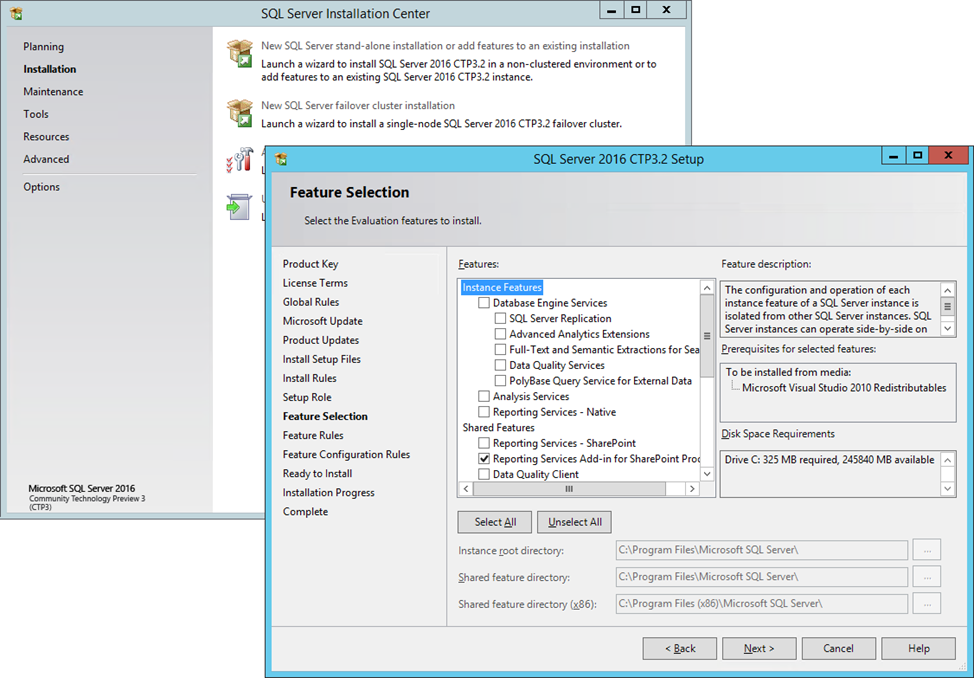 SQL Server Installation Center
Planning
Installation
Maintenance
Tools
Resources
Advanced
Options
New SQL Server stand-alone installation or add features to an existing installation
Launch a wizard to install SQL Server 2016 CTP3.2 in a non-clustered environment or to
add features to an existing SQL Server 2016 CTP3.2 instance.
New SQL Server failover cluster installation
Launch a wizard to install a single-node SQL Server 2016 CTP3.2 failover cluster.
Microsoft SQL Server 2016
Community Technology Preview 3
(CTP3)
SQL Server 2016 CTP3.2 Setup
Feature Selection
Select the Evaluation features to install.
Product Key
License Terms
Global Rules
Microsoft Update
Product Updates
Install Setup Files
Install Rules
Setup Role
Feature Selection
Feature Rules
Feature Configuration Rules
Ready to Install
Installation Progress
Complete
Features:
Instance Features
Database Engine Services
SQL Server Replication
Advanced Analytics Extensions
Full-Text and Semantic Extractions for Sea
Data Quality Services
PolyBase Query Service for External Data
Analysis Services
Reporting Services - Native
Shared Features
Reporting Services - SharePoint
Reporting Services Add-in for SharePoint Proc
Data Quality Client
Feature description:
The configuration and operation of each
instance feature of a SQL Server instance is
isolated from other SQL Server instances. SQL
Server instances can operate side-by-side on
Prerequisites for selected features:
To be installed from media:
Microsoft Visual Studio 2010 Redistributables
Disk Space Requirements
Drive C: 325 MB required, 245840 MB available
Select All
Unselect All
Instance root directory:
C:\Program Files\Microsoft SQL Server\
...
Shared feature directory:
C:\Program Files\Microsoft SQL Server\
...
Shared feature directory (x86):
C:\Program Files (x86)\Microsoft SQL Server\
...
< Back
Next >
Cancel
Help